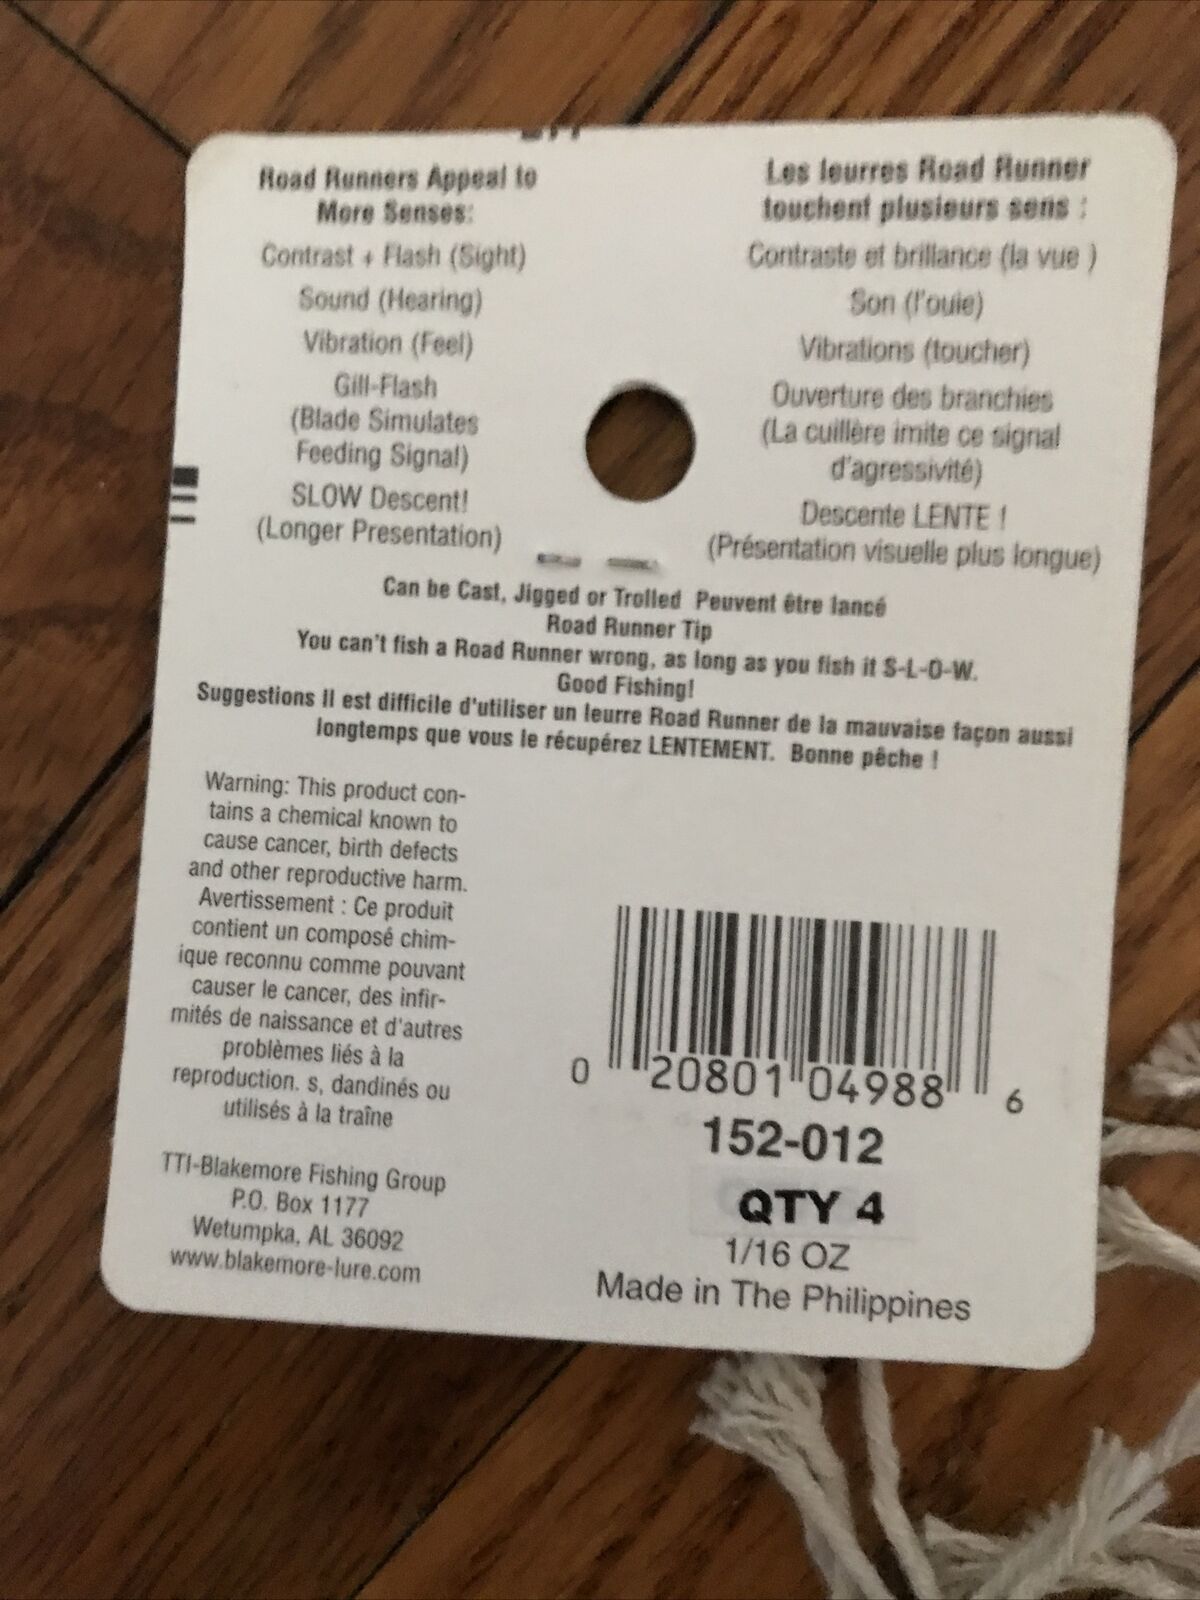 Road Runners Appeal to
More Senses:
Contrast + Flash (Sight)
Sound (Hearing)
Vibration (Feel)
Gill-Flash
(Blade Simulates
Feeding Signal)
SLOW Descent!
(Longer Presentation)
Les leurres Road Runner
touchent plusieurs sens :
Contraste et brillance (la vue )
Son (l'ouie)
Vibrations (toucher)
Ouverture des branchies
(La cuillère imite ce signal
d'agressivité)
Descente LENTE !
(Présentation visuelle plus longue)
Can be Cast, Jigged or Trolled Peuvent être lancé
Road Runner Tip
You can't fish a Road Runner wrong, as long as you fish it S-L-O-W.
Good Fishing!
Suggestions Il est difficile d'utiliser un leurre Road Runner de la mauvaise façon aussi
longtemps que vous le récupérez LENTEMENT. Bonne pêche !
Warning: This product con-
tains a chemical known to
cause cancer, birth defects
and other reproductive harm.
Avertissement : Ce produit
contient un composé chim-
ique reconnu comme pouvant
causer le cancer, des infir-
mités de naissance et d'autres
problèmes liés à la
reproduction. s, dandinés ou
utilisés à la traîne
TTI-Blakemore Fishing Group
P.O. Box 1177
Wetumpka, AL 36092
www.blakemore-lure.com
0 20801 04988 6
152-012
QTY 4
1/16 OZ
Made in The Philippines